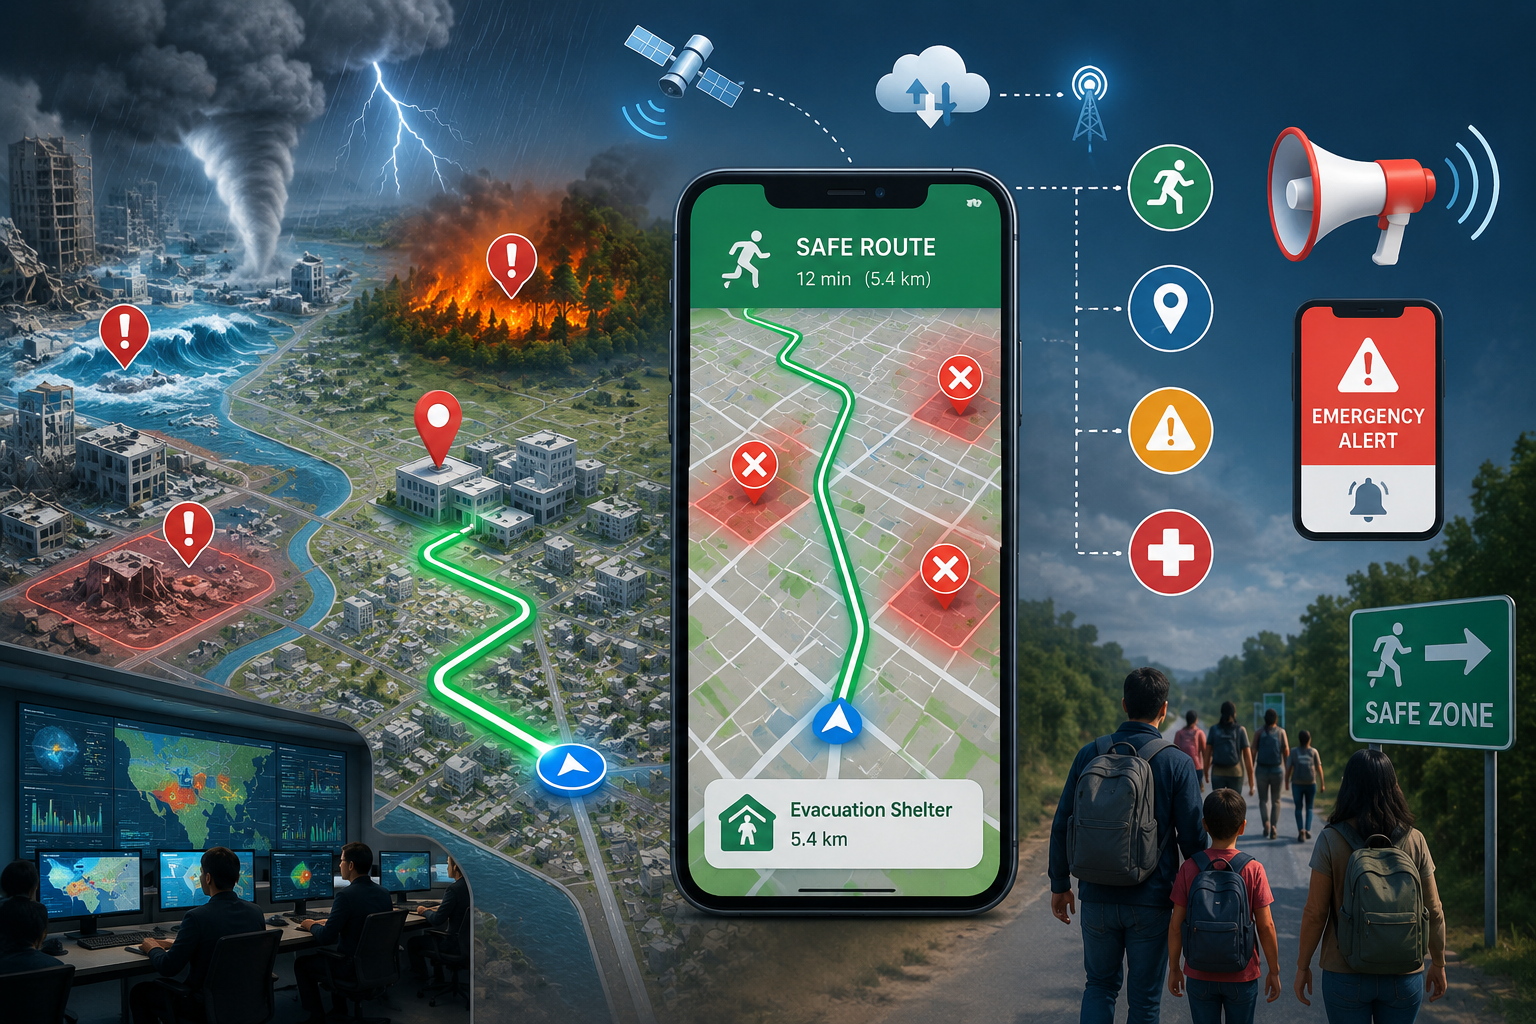 SAFE ROUTE
12 min (5.4 km)
Evacuation Shelter
5.4 km
EMERGENCY
ALERT
SAFE ZONE